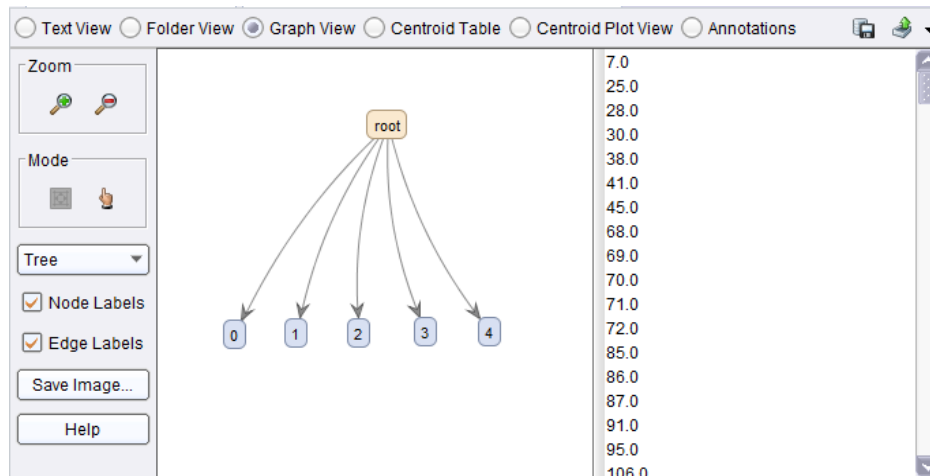 Text View Folder View Graph View Centroid Table Centroid Plot View Annotations
Zoom
Mode
Tree
Node Labels
Edge Labels
Save Image...
Help
root
0 1 2 3 4
7.0
25.0
28.0
30.0
38.0
41.0
45.0
68.0
69.0
70.0
71.0
72.0
85.0
86.0
87.0
91.0
95.0
106.0